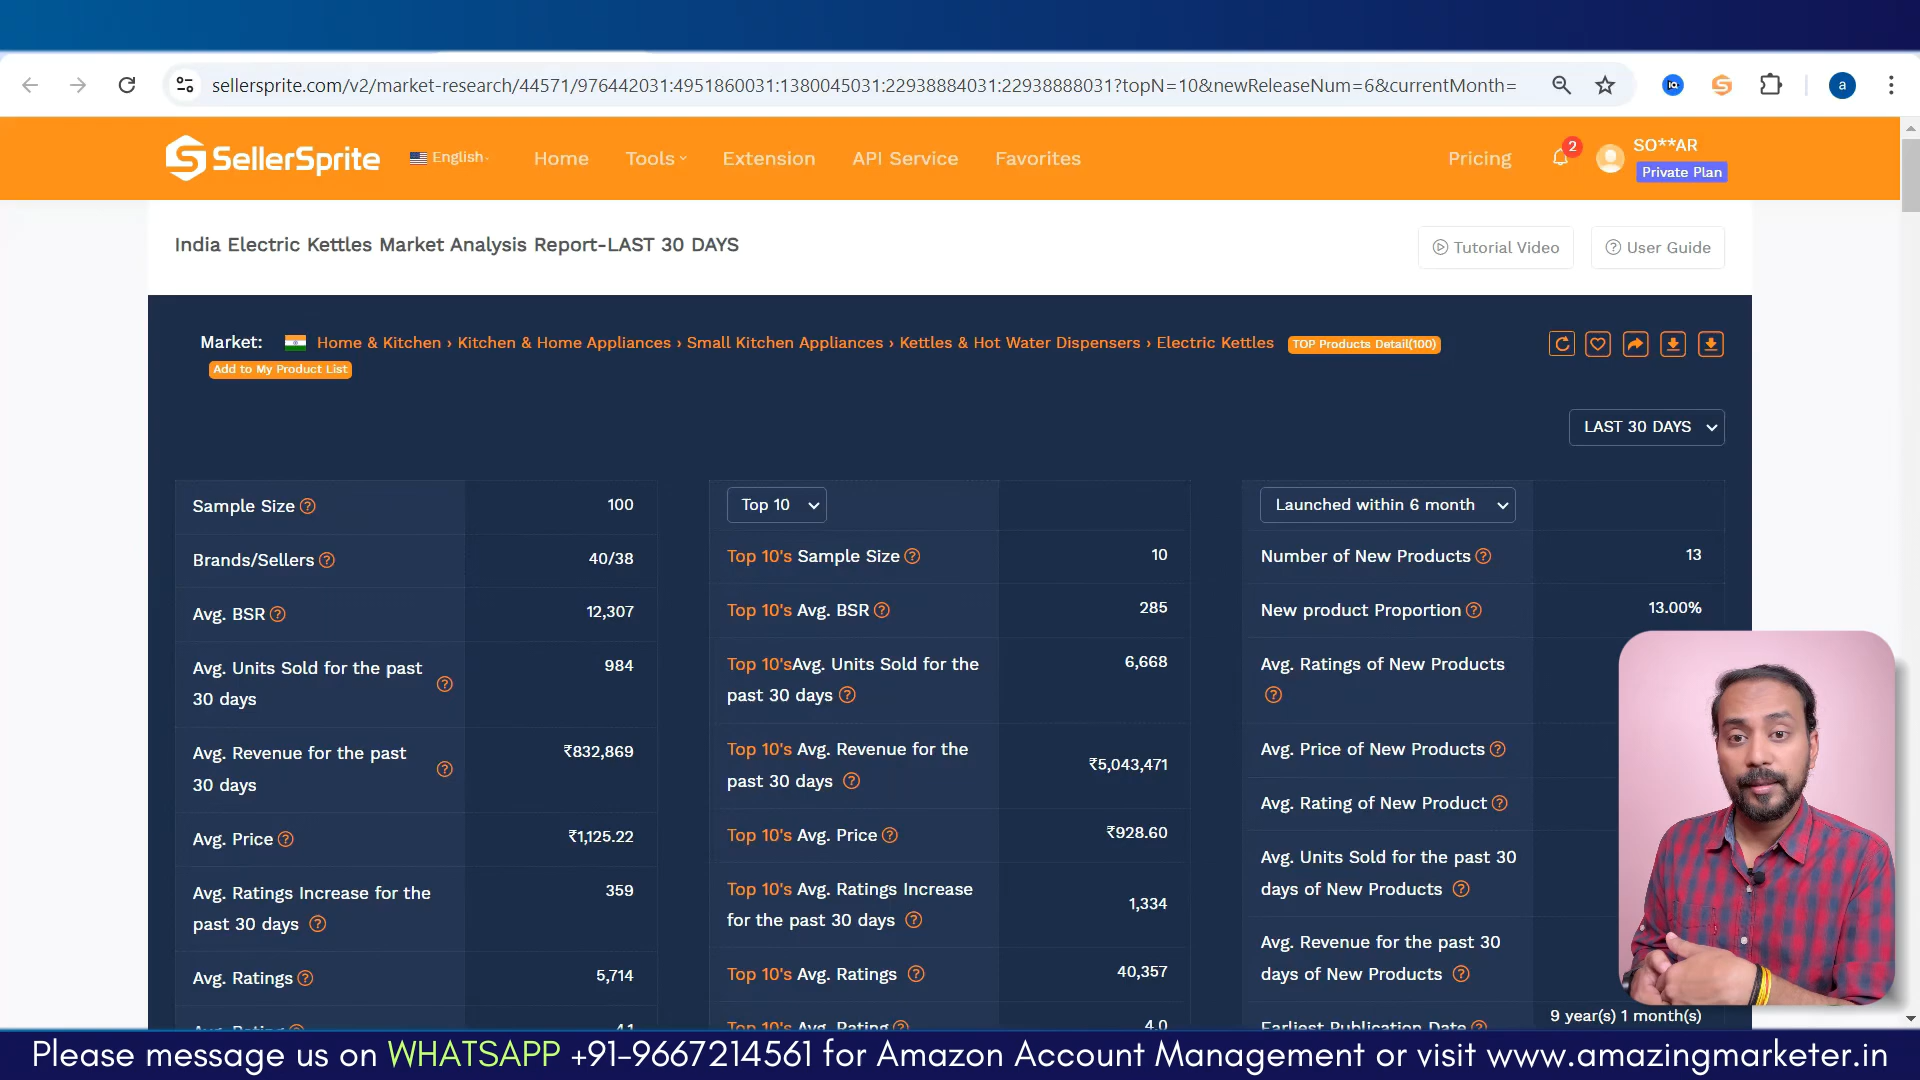 sellersprite.com/v2/market-research/44571/976442031:4951860031:1380045031:22938884031:22938888031?topN=10&newReleaseNum=6&currentMonth=
a
SellerSprite
English
Home
Tools
Extension
API Service
Favorites
Pricing
2
SO**AR
Private Plan
India Electric Kettles Market Analysis Report-LAST 30 DAYS
Tutorial Video
User Guide
Market: Home & Kitchen › Kitchen & Home Appliances › Small Kitchen Appliances › Kettles & Hot Water Dispensers › Electric Kettles TOP Products Detail(100)
Add to My Product List
LAST 30 DAYS
Sample Size 100
Brands/Sellers 40/38
Avg. BSR 12,307
Avg. Units Sold for the past
30 days
984
Avg. Revenue for the past
30 days
₹832,869
Avg. Price ₹1,125.22
Avg. Ratings Increase for the
past 30 days
359
Avg. Ratings 5,714
Avg. Rating 4.1
Top 10
Top 10's Sample Size 10
Top 10's Avg. BSR 285
Top 10'sAvg. Units Sold for the
past 30 days
6,668
Top 10's Avg. Revenue for the
past 30 days
₹5,043,471
Top 10's Avg. Price ₹928.60
Top 10's Avg. Ratings Increase
for the past 30 days
1,334
Top 10's Avg. Ratings 40,357
Top 10's Avg. Rating 4.0
Launched within 6 month
Number of New Products 13
New product Proportion 13.00%
Avg. Ratings of New Products
Avg. Price of New Products
Avg. Rating of New Product
Avg. Units Sold for the past 30
days of New Products
Avg. Revenue for the past 30
days of New Products
Earliest Publication Date
9 year(s) 1 month(s)
Please message us on WHATSAPP +91-9667214561 for Amazon Account Management or visit www.amazingmarketer.in